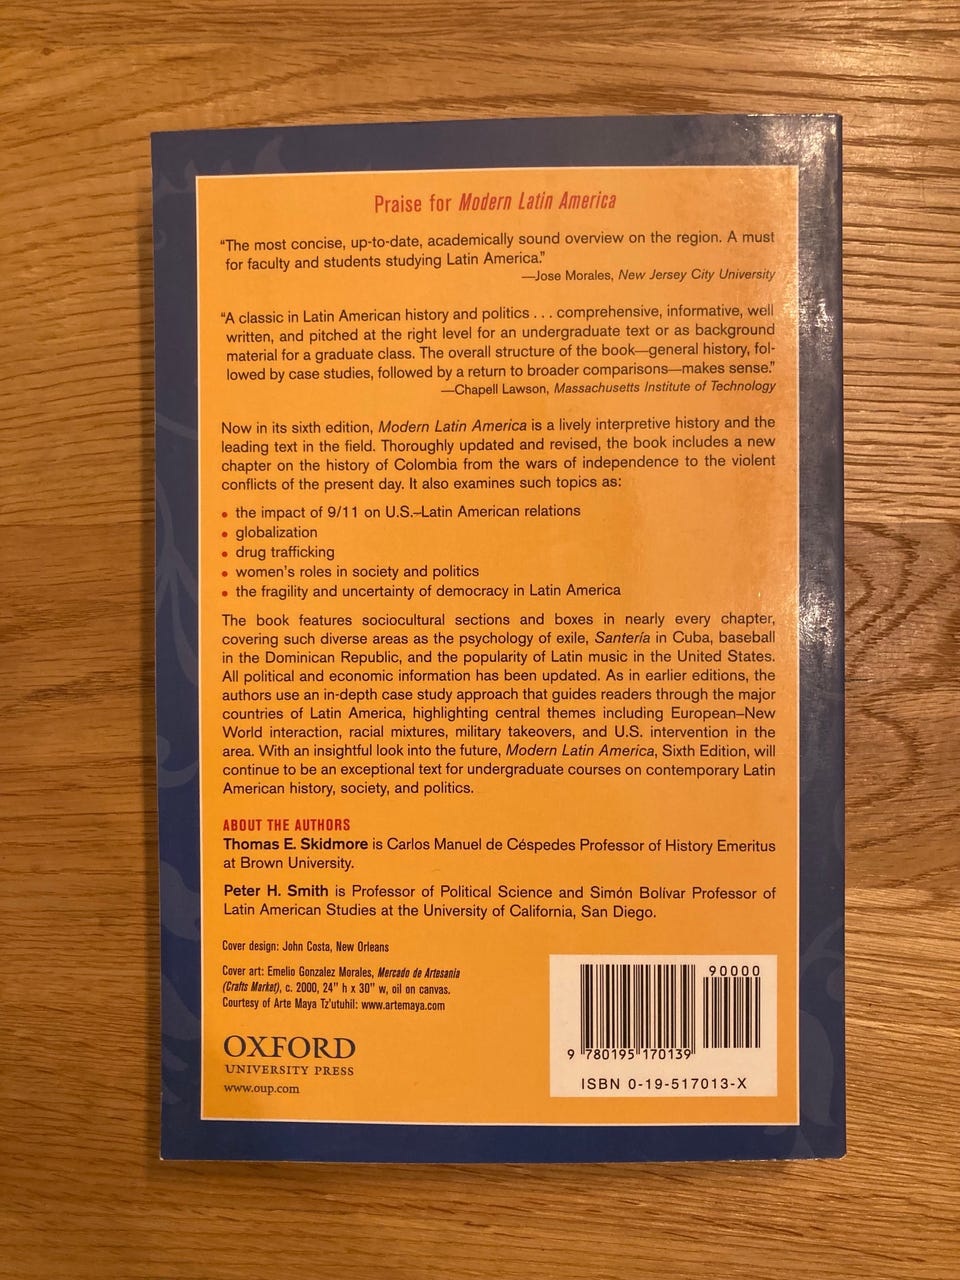 Praise for Modern Latin America
“The most concise, up-to-date, academically sound overview on the region. A must
for faculty and students studying Latin America.”
—Jose Morales, New Jersey City University
“A classic in Latin American history and politics . . . comprehensive, informative, well
written, and pitched at the right level for an undergraduate text or as background
material for a graduate class. The overall structure of the book—general history, fol-
lowed by case studies, followed by a return to broader comparisons—makes sense.”
—Chapell Lawson, Massachusetts Institute of Technology
Now in its sixth edition, Modern Latin America is a lively interpretive history and the
leading text in the field. Thoroughly updated and revised, the book includes a new
chapter on the history of Colombia from the wars of independence to the violent
conflicts of the present day. It also examines such topics as:
• the impact of 9/11 on U.S.–Latin American relations
• globalization
• drug trafficking
• women’s roles in society and politics
• the fragility and uncertainty of democracy in Latin America
The book features sociocultural sections and boxes in nearly every chapter,
covering such diverse areas as the psychology of exile, Santería in Cuba, baseball
in the Dominican Republic, and the popularity of Latin music in the United States.
All political and economic information has been updated. As in earlier editions, the
authors use an in-depth case study approach that guides readers through the major
countries of Latin America, highlighting central themes including European–New
World interaction, racial mixtures, military takeovers, and U.S. intervention in the
area. With an insightful look into the future, Modern Latin America, Sixth Edition, will
continue to be an exceptional text for undergraduate courses on contemporary Latin
American history, society, and politics.
ABOUT THE AUTHORS
Thomas E. Skidmore is Carlos Manuel de Céspedes Professor of History Emeritus
at Brown University.
Peter H. Smith is Professor of Political Science and Simón Bolívar Professor of
Latin American Studies at the University of California, San Diego.
Cover design: John Costa, New Orleans
Cover art: Emelio Gonzalez Morales, Mercado de Artesania
(Crafts Market), c. 2000, 24" h x 30" w, oil on canvas.
Courtesy of Arte Maya Tz'utuhil: www.artemaya.com
OXFORD
UNIVERSITY PRESS
www.oup.com
90000
9 780195 170139
ISBN 0-19-517013-X